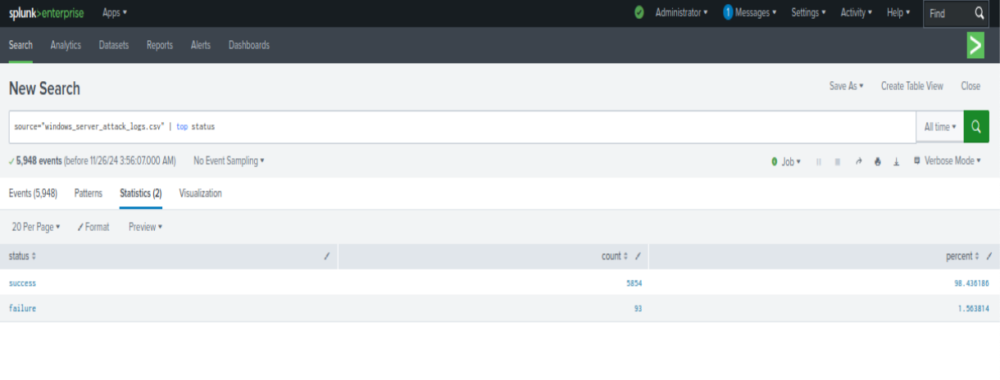 splunk>enterprise Apps Administrator 1 Messages Settings Activity Help Find
Search Analytics Datasets Reports Alerts Dashboards
New Search Save As Create Table View Close
source="windows_server_attack_logs.csv" | top status All time
5,948 events (before 11/26/24 3:56:07.000 AM) No Event Sampling Job Verbose Mode
Events (5,948) Patterns Statistics (2) Visualization
20 Per Page Format Preview
status count percent
success 5854 98.436186
failure 93 1.563814